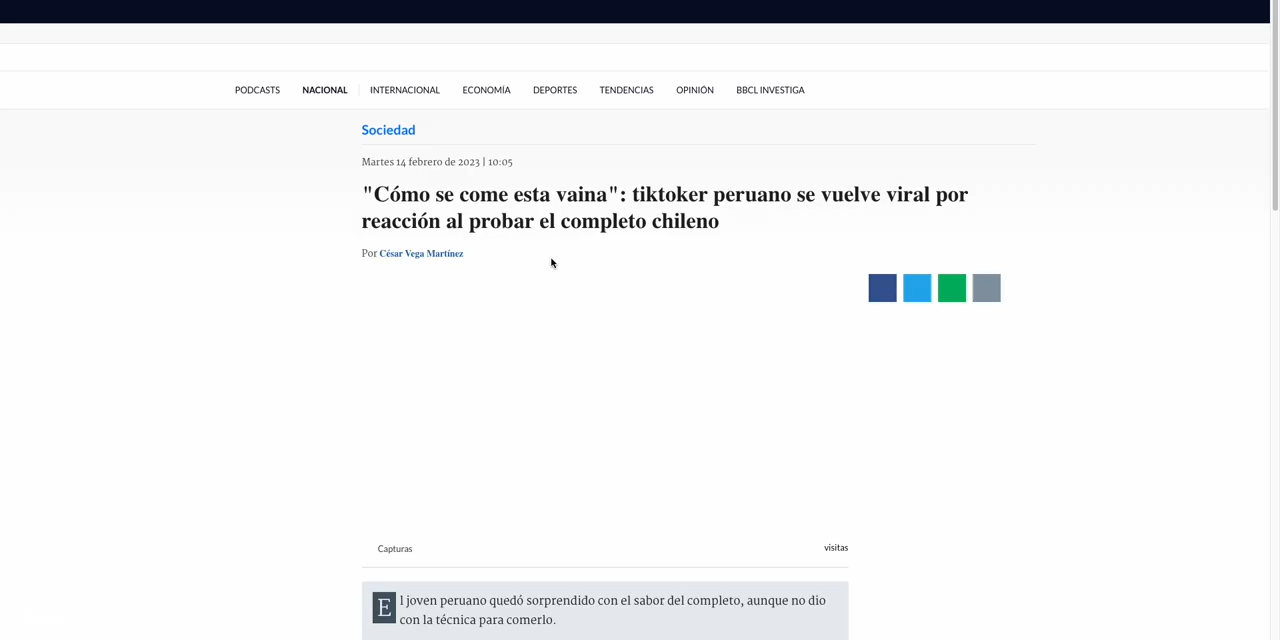 PODCASTS NACIONAL INTERNACIONAL ECONOMÍA DEPORTES TENDENCIAS OPINIÓN BBCL INVESTIGA
Sociedad
Martes 14 febrero de 2023 | 10:05
"Cómo se come esta vaina": tiktoker peruano se vuelve viral por
reacción al probar el completo chileno
Por César Vega Martínez
Capturas visitas
El joven peruano quedó sorprendido con el sabor del completo, aunque no dio
con la técnica para comerlo.